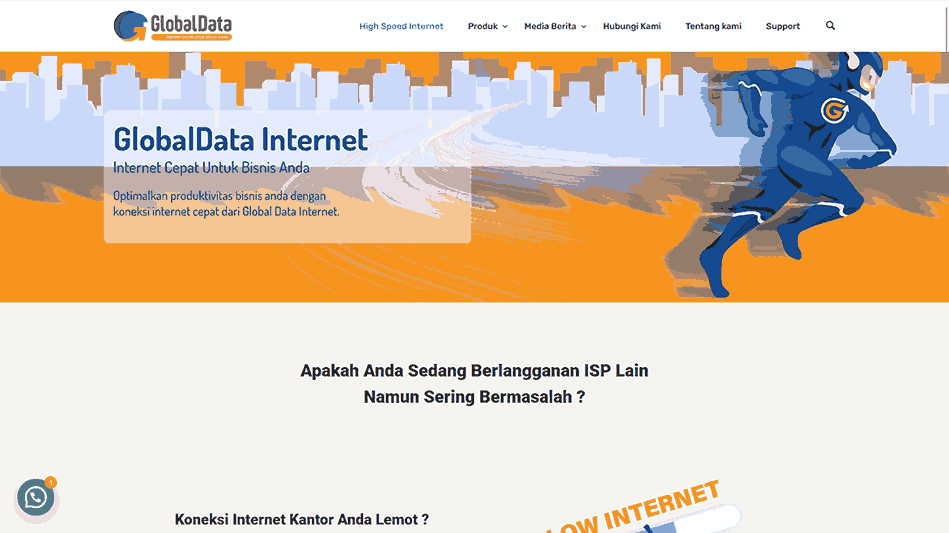 GlobalData
High Speed Internet
Produk
Media Berita
Hubungi Kami
Tentang kami
Support
G
GlobalData Internet
Internet Cepat Untuk Bisnis Anda
Optimalkan produktivitas bisnis anda dengan
koneksi internet cepat dari Global Data Internet.
Apakah Anda Sedang Berlangganan ISP Lain
Namun Sering Bermasalah ?
1
Koneksi Internet Kantor Anda Lemot ?
LOW INTERNET